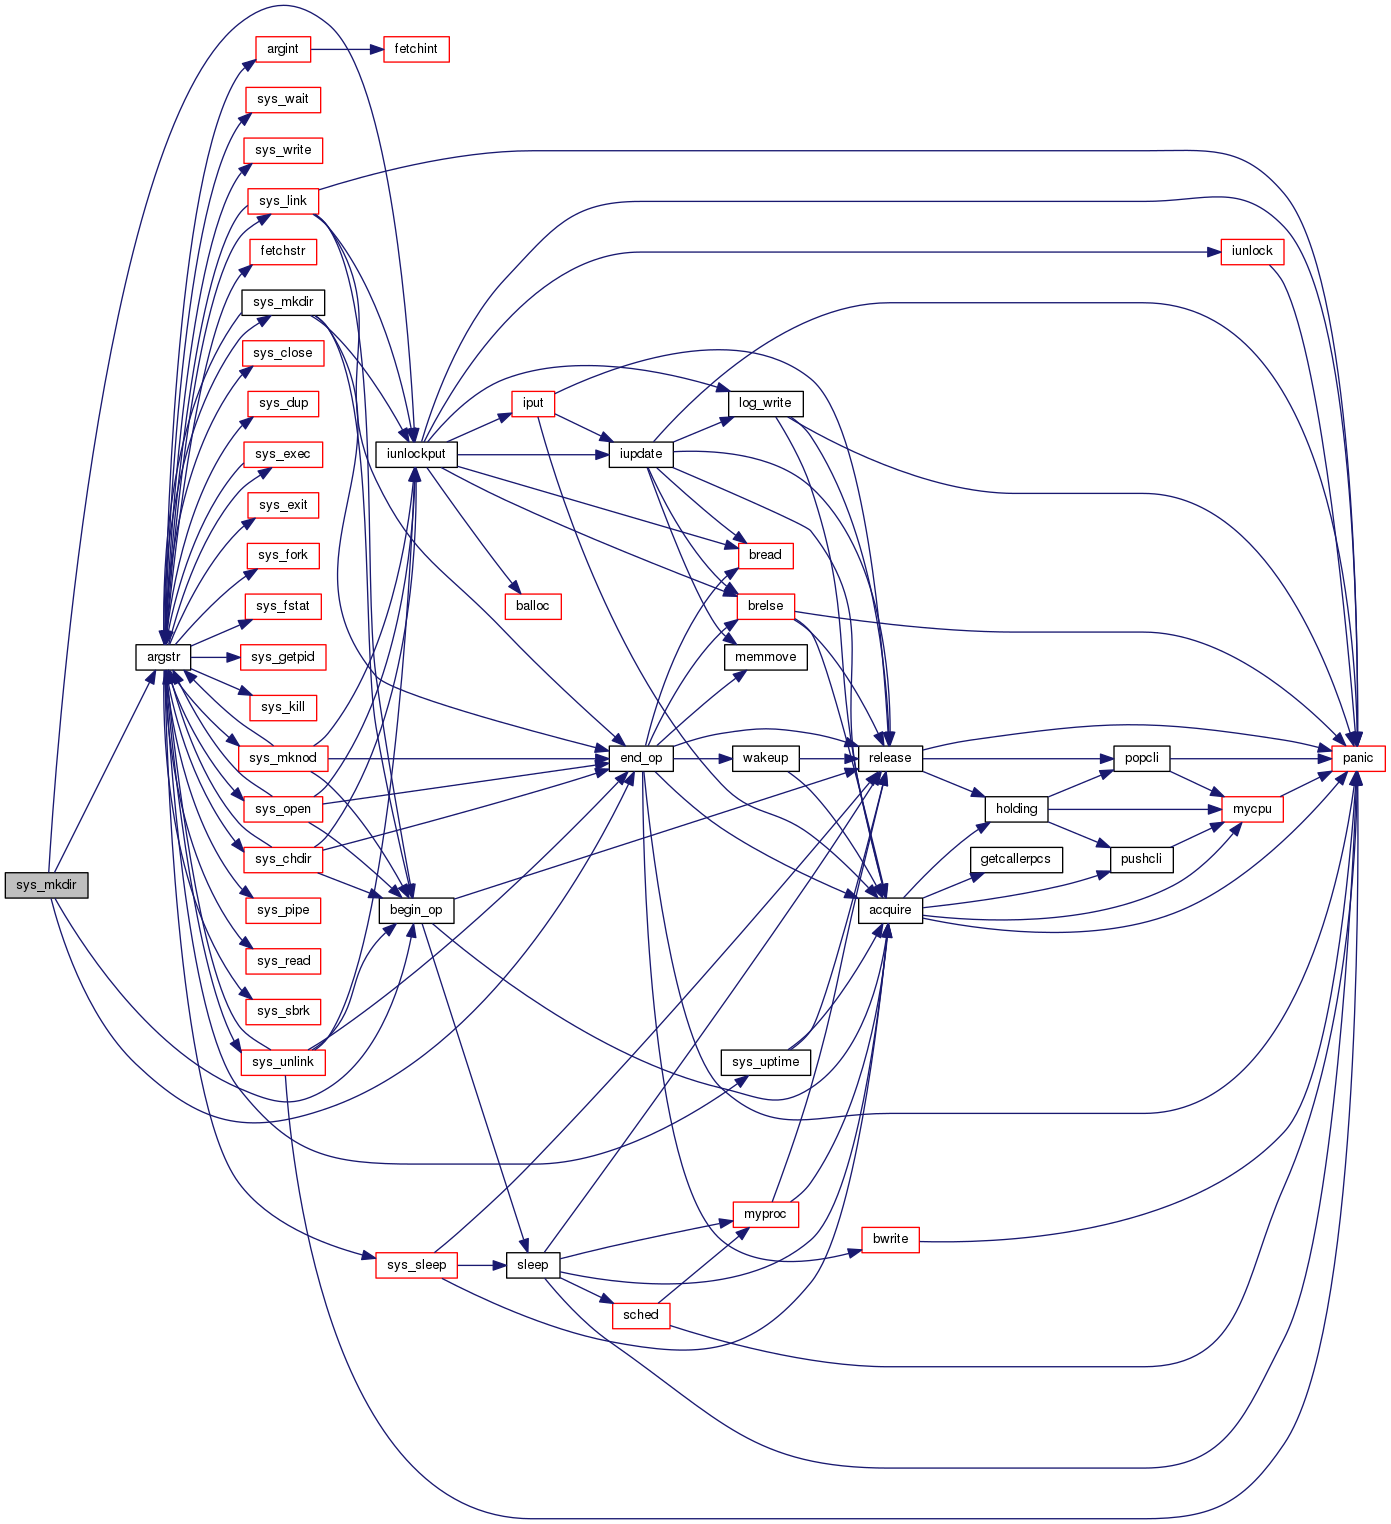 sys_mkdir
argstr
argint
sys_wait
sys_write
sys_link
fetchstr
sys_mkdir
sys_close
sys_dup
sys_exec
sys_exit
sys_fork
sys_fstat
sys_getpid
sys_kill
sys_mknod
sys_open
sys_chdir
sys_pipe
sys_read
sys_sbrk
sys_unlink
fetchint
iunlockput
begin_op
sys_sleep
iput
balloc
sleep
iupdate
end_op
sched
log_write
bread
brelse
memmove
wakeup
sys_uptime
myproc
release
acquire
bwrite
holding
getcallerpcs
popcli
pushcli
iunlock
mycpu
panic